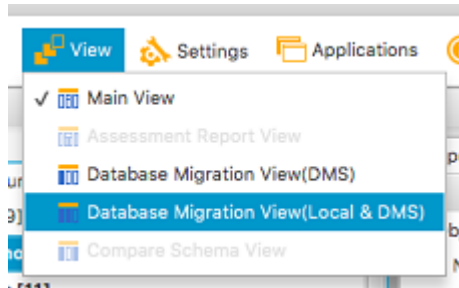 View Settings Applications
✓ Main View
Assessment Report View
Database Migration View(DMS)
Database Migration View(Local & DMS)
Compare Schema View
[11]